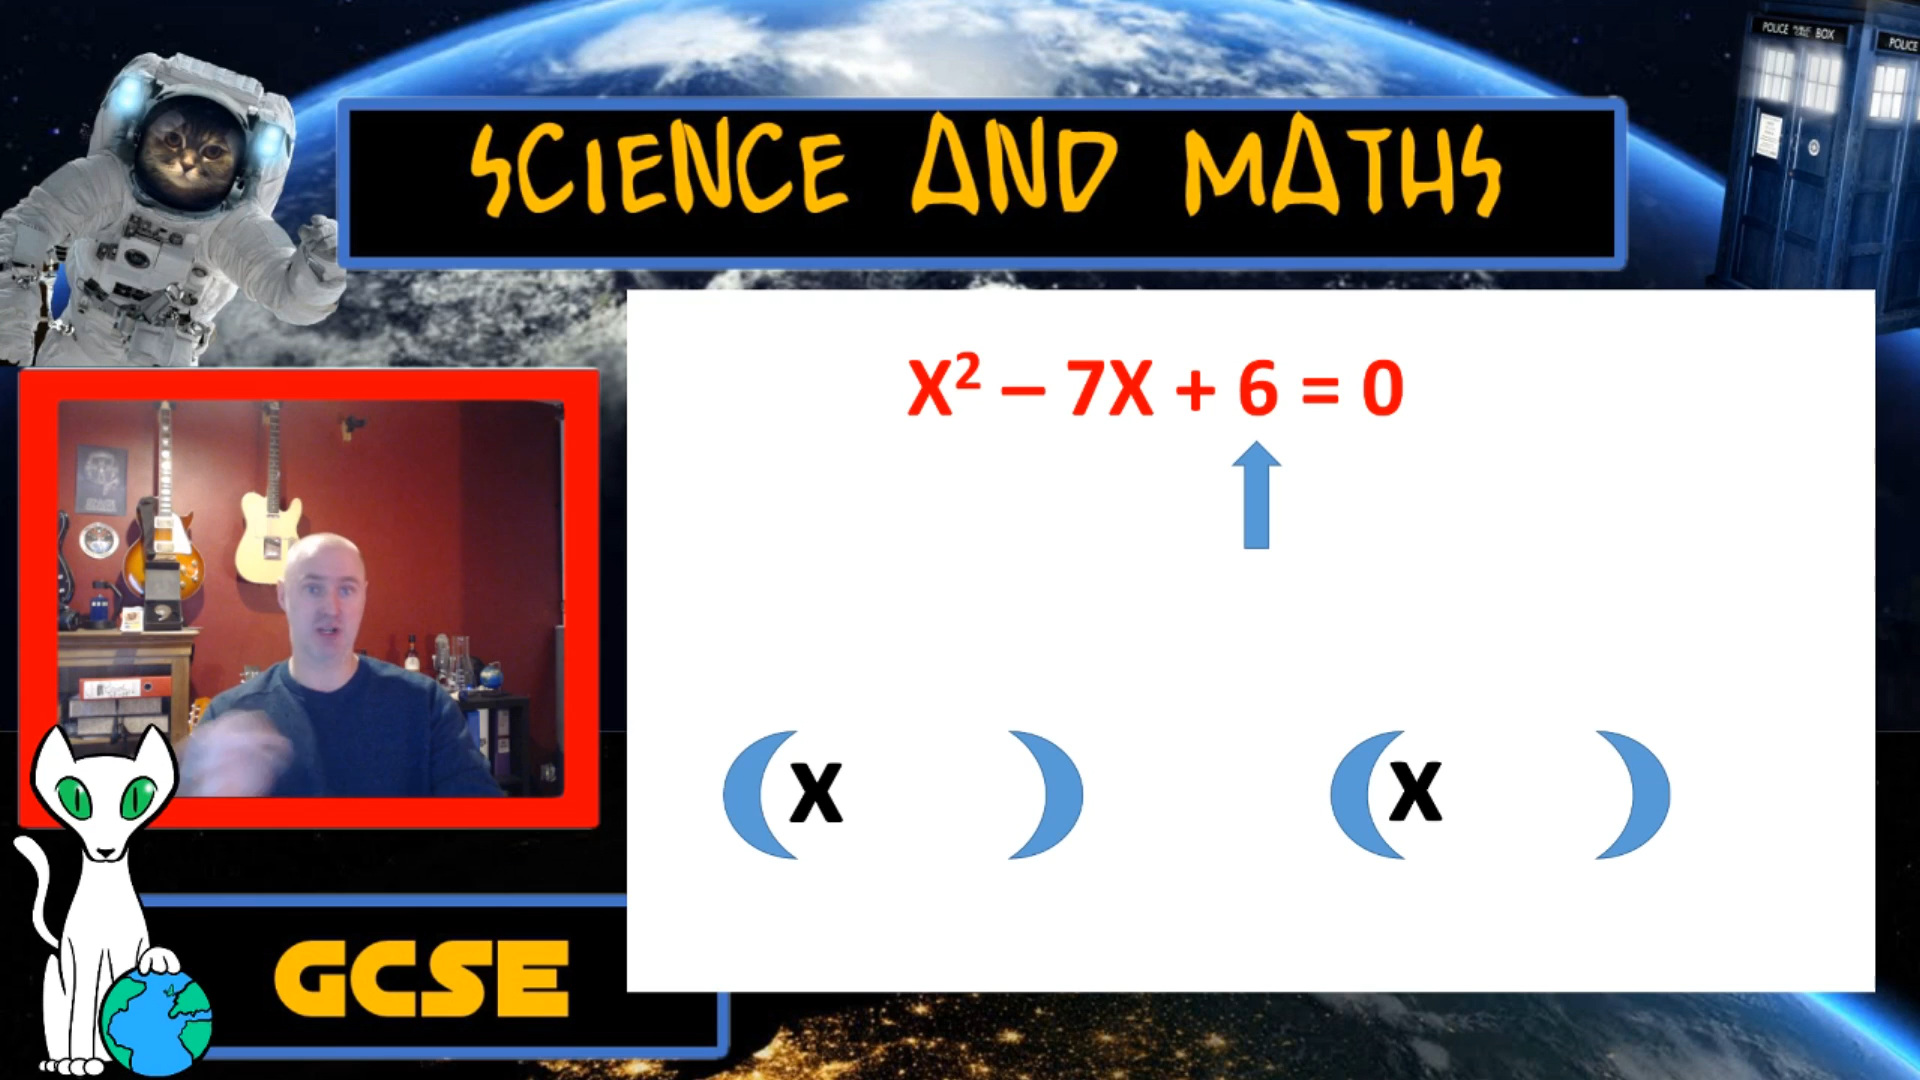 POLICE BOX
POLICE
SCIENCE AND MATHS
X² – 7X + 6 = 0
( X ) ( X )
GCSE